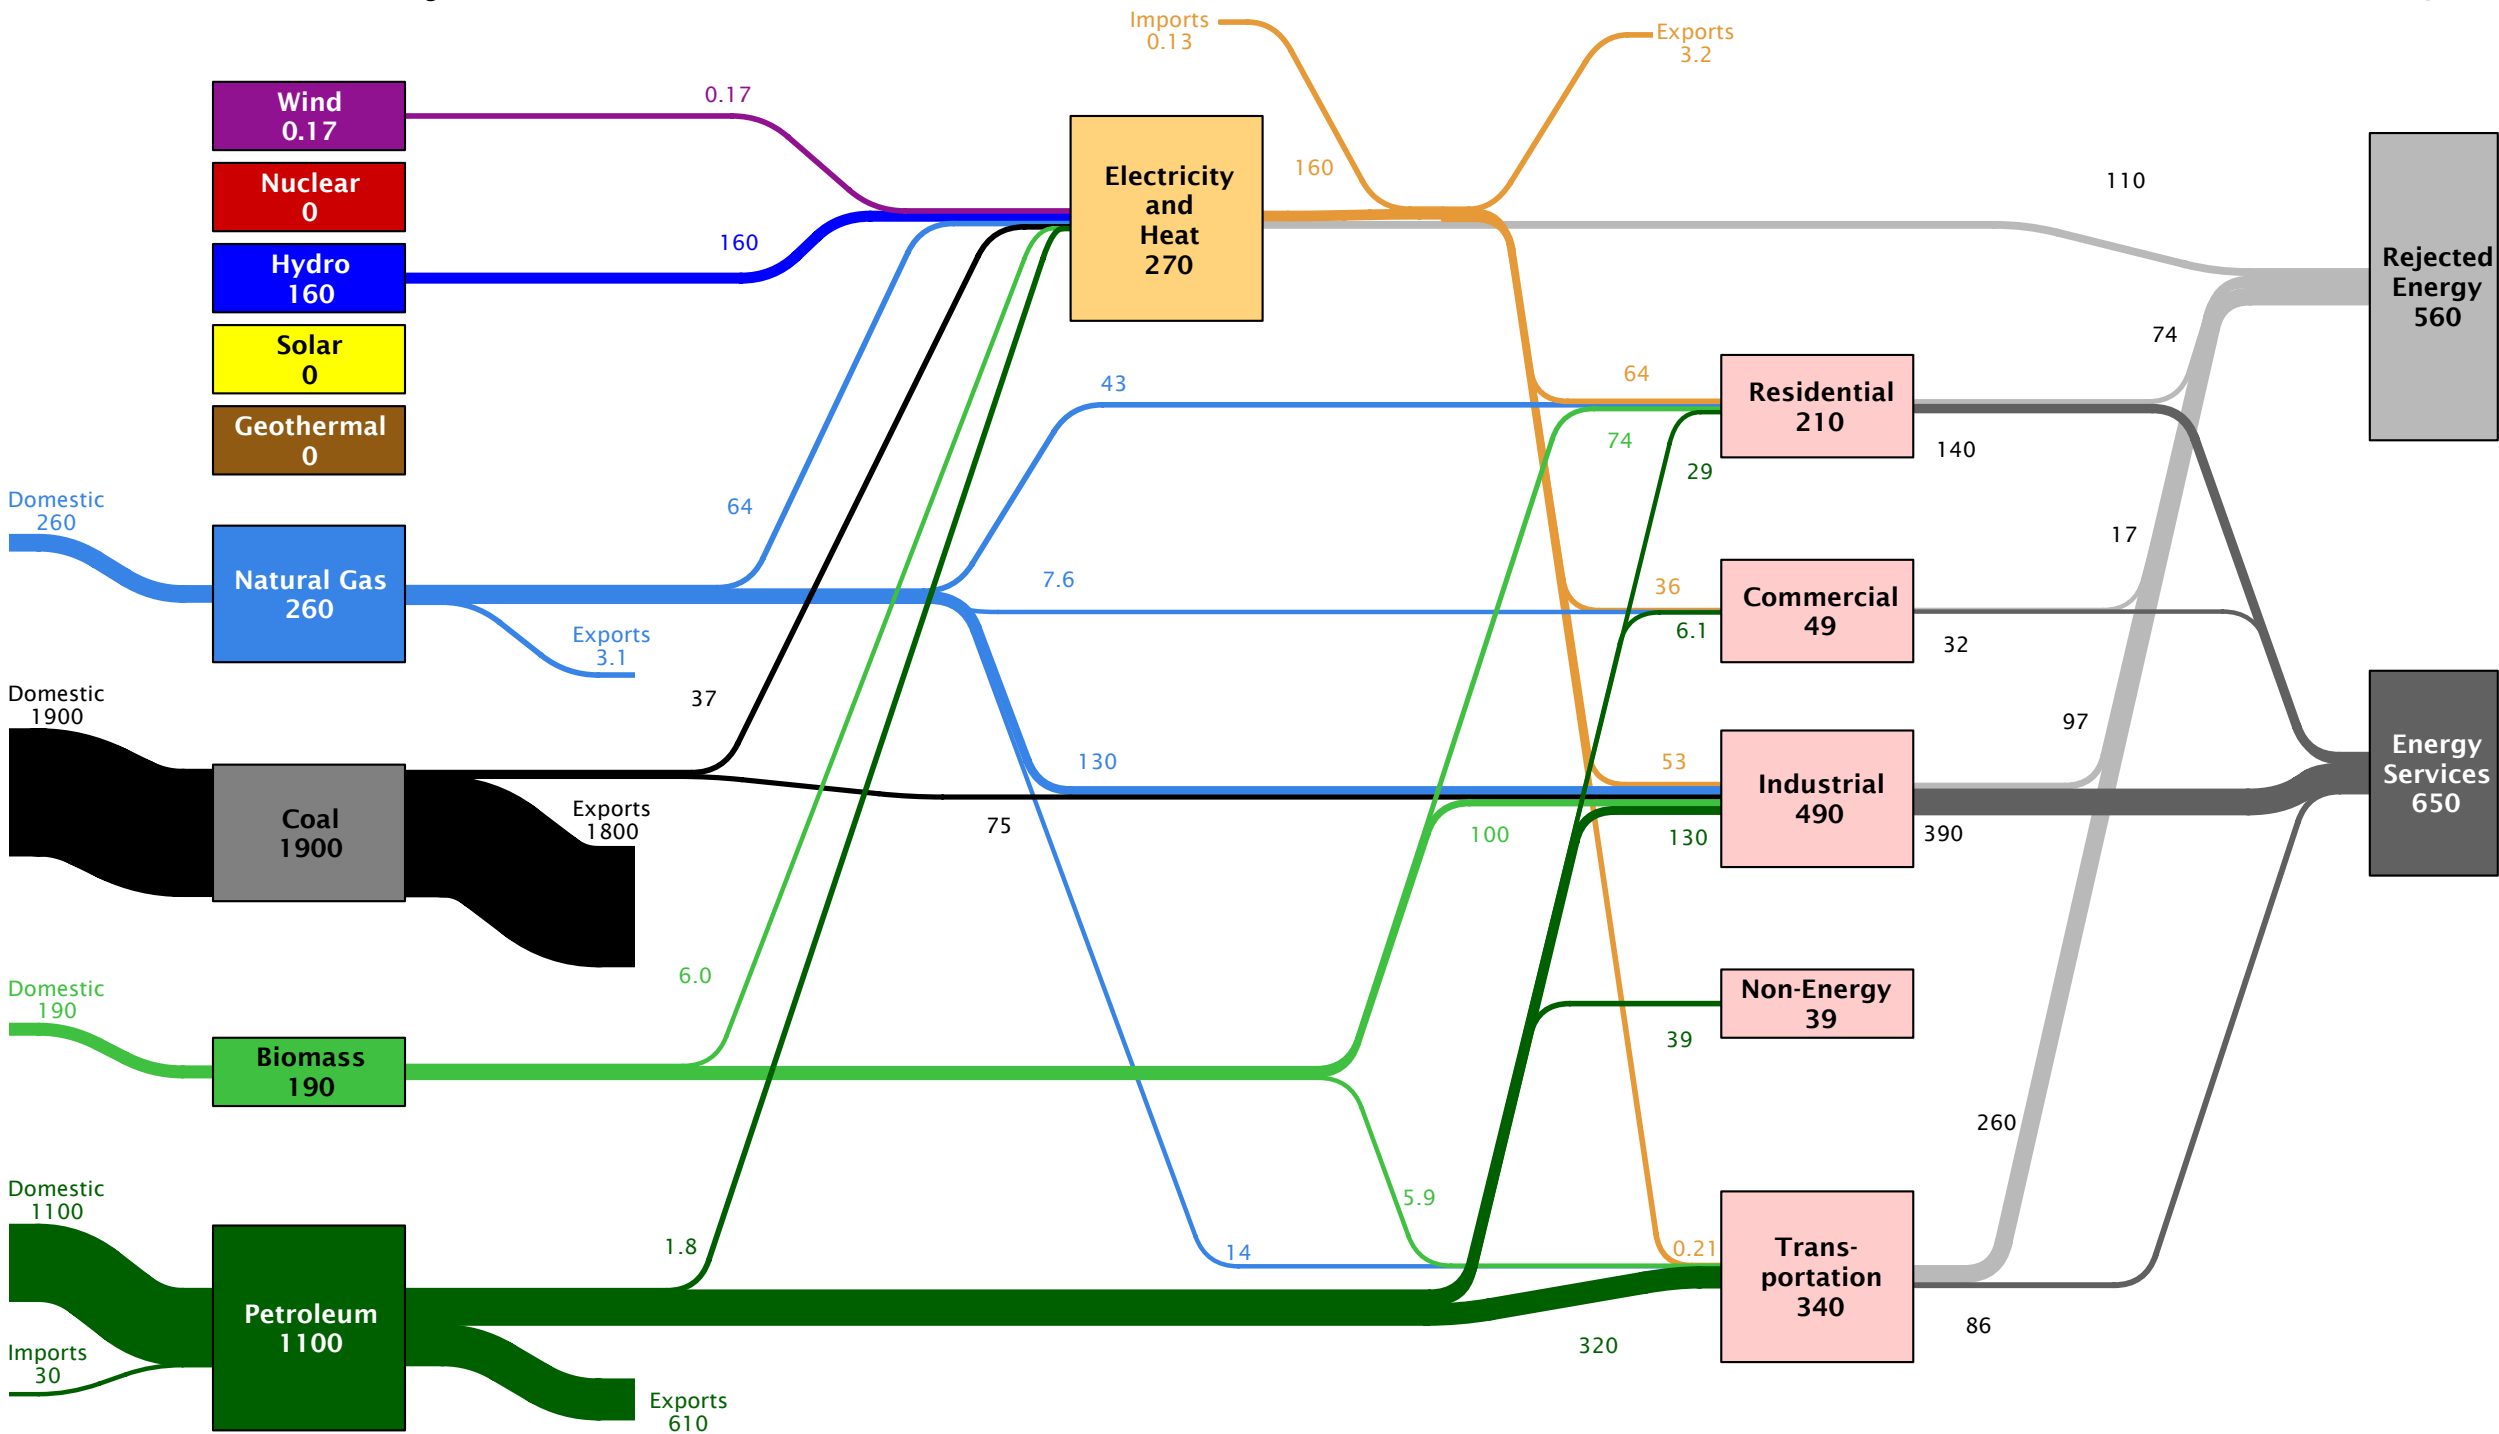 Imports
0.13
Exports
3.2
Wind
0.17
0.17
Nuclear
0
Hydro
160
160
Solar
0
Geothermal
0
Electricity
and
Heat
270
160
110
Rejected
Energy
560
74
43
64
Residential
210
74
29
140
Domestic
260
64
Natural Gas
260
Exports
3.1
7.6
36
Commercial
49
6.1
17
32
Domestic
1900
37
Coal
1900
Exports
1800
130
75
53
Industrial
490
100
130
97
390
Energy
Services
650
Domestic
190
6.0
Biomass
190
Non-Energy
39
39
260
Domestic
1100
1.8
Petroleum
1100
Imports
30
Exports
610
5.9
14
0.21
Trans-
portation
340
320
86